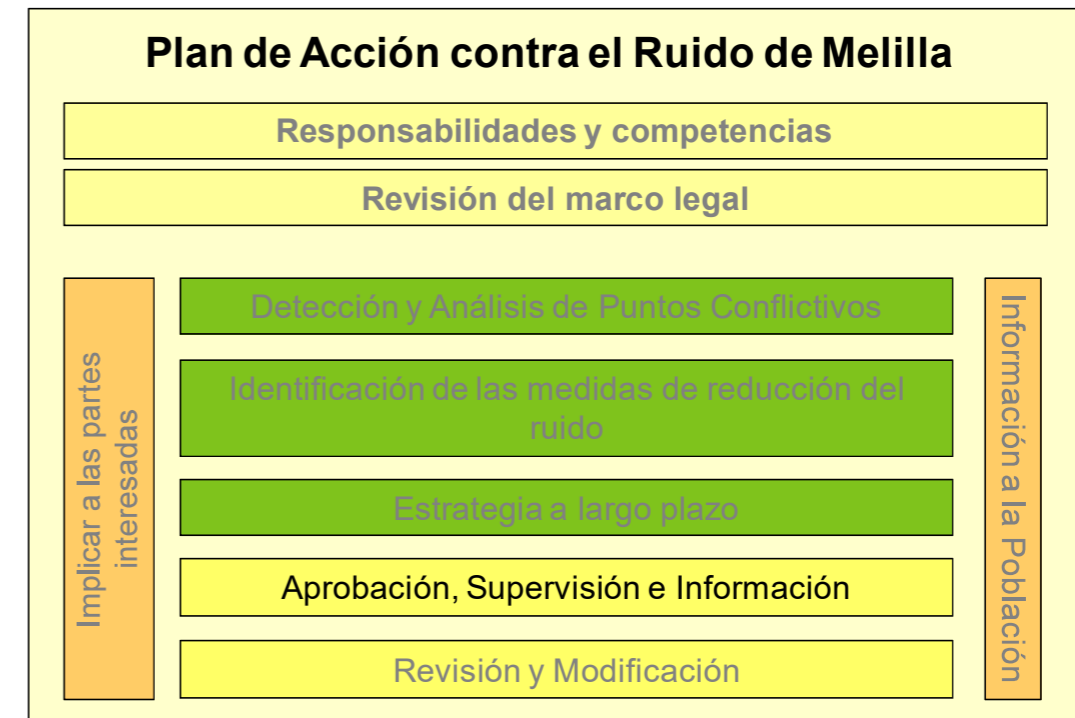 Plan de Acción contra el Ruido de Melilla
Responsabilidades y competencias
Revisión del marco legal
Implicar a las partes
interesadas
Detección y Análisis de Puntos Conflictivos
Identificación de las medidas de reducción del
ruido
Estrategia a largo plazo
Aprobación, Supervisión e Información
Revisión y Modificación
Información a la Población